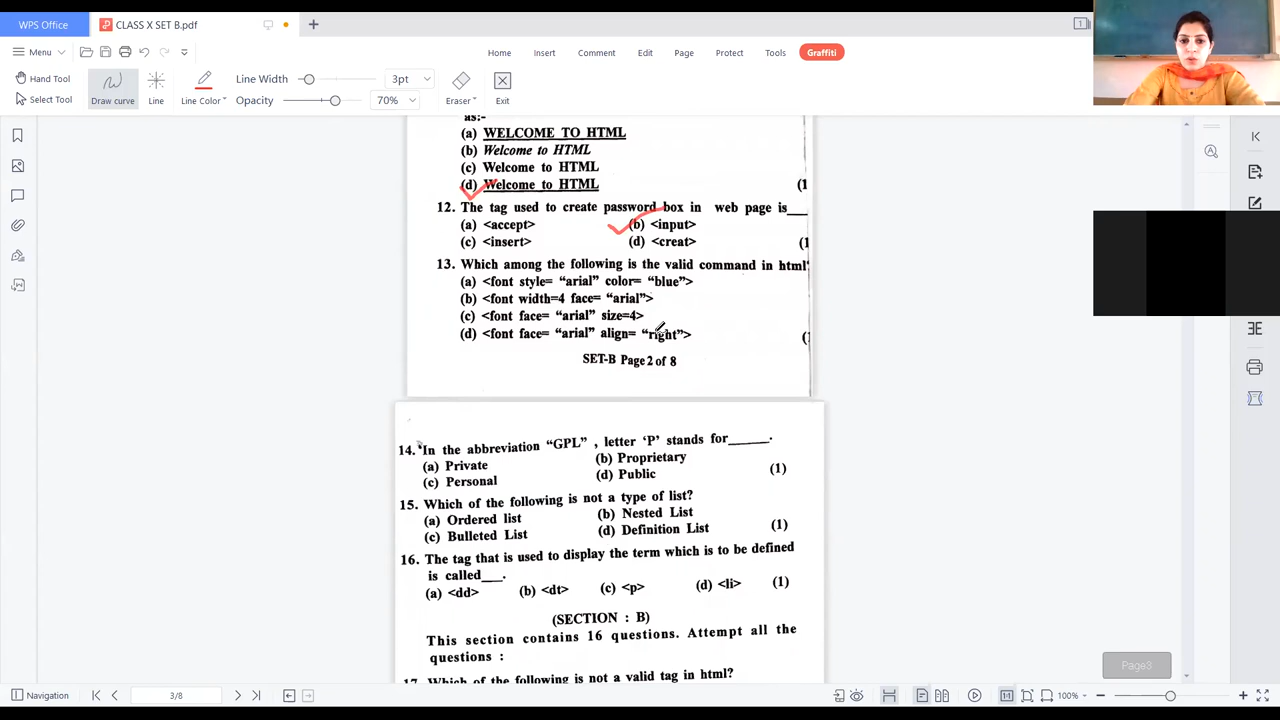 WPS Office
CLASS X SET B.pdf
Menu
Home
Insert
Comment
Edit
Page
Protect
Tools
Graffiti
Hand Tool
Select Tool
Draw curve
Line
Line Color
Line Width
3pt
Opacity
70%
Eraser
Exit
as:-
(a) WELCOME TO HTML
(b) Welcome to HTML
(c) Welcome to HTML
(d) Welcome to HTML (1
12. The tag used to create password box in web page is___
(a) <accept> (b) <input>
(c) <insert> (d) <creat> (1
13. Which among the following is the valid command in html?
(a) <font style= “arial” color= “blue”>
(b) <font width=4 face= “arial”>
(c) <font face= “arial” size=4>
(d) <font face= “arial” align= “right”> (1
SET-B Page 2 of 8
14. In the abbreviation “GPL” , letter ‘P’ stands for______.
(a) Private (b) Proprietary
(c) Personal (d) Public (1)
15. Which of the following is not a type of list?
(a) Ordered list (b) Nested List
(c) Bulleted List (d) Definition List (1)
16. The tag that is used to display the term which is to be defined
is called___.
(a) <dd> (b) <dt> (c) <p> (d) <li> (1)
(SECTION : B)
This section contains 16 questions. Attempt all the
questions :
17. Which of the following is not a valid tag in html?
Page3
Navigation
3/8
100%